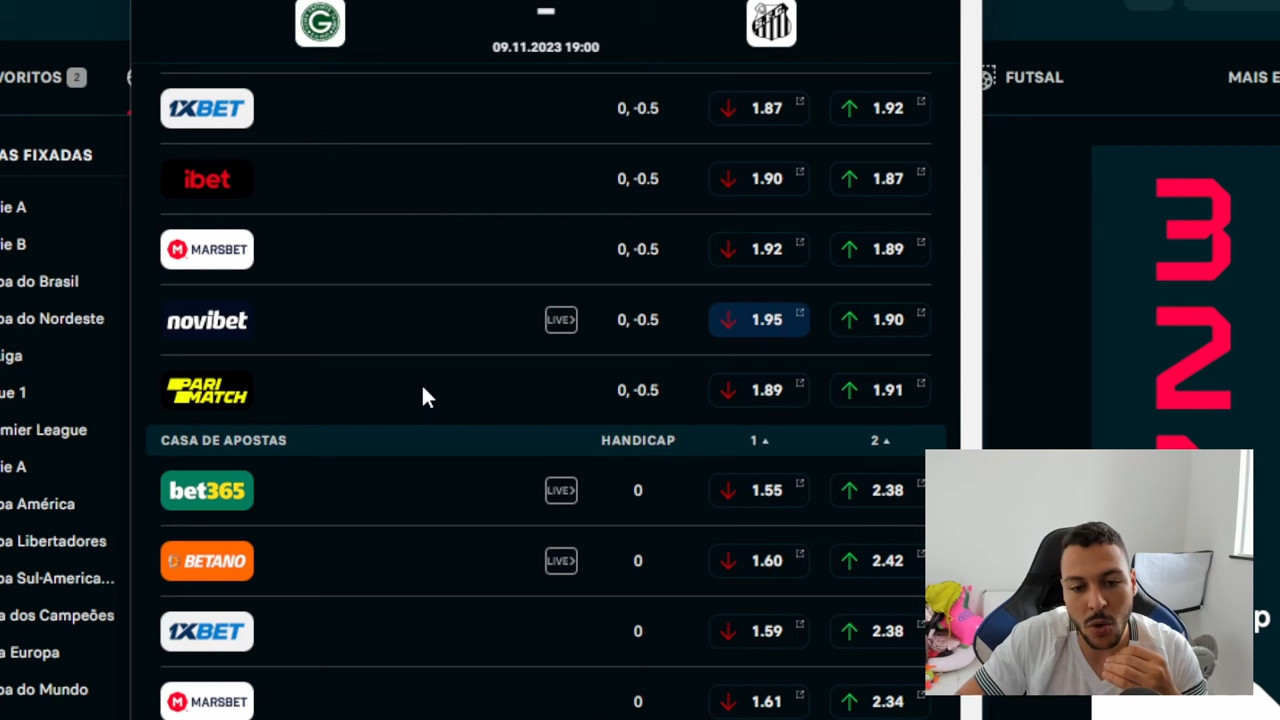 G
09.11.2023 19:00
VORITOS 2
FUTSAL
MAIS E
AS FIXADAS
ie A
ie B
pa do Brasil
pa do Nordeste
Liga
ue 1
mier League
ie A
pa América
pa Libertadores
pa Sul-America...
a dos Campeões
a Europa
a do Mundo
1XBET 0, -0.5 1.87 1.92
ibet 0, -0.5 1.90 1.87
M MARSBET 0, -0.5 1.92 1.89
novibet LIVE> 0, -0.5 1.95 1.90
PARI MATCH 0, -0.5 1.89 1.91
CASA DE APOSTAS HANDICAP 1 2
bet365 LIVE> 0 1.55 2.38
BETANO LIVE> 0 1.60 2.42
1XBET 0 1.59 2.38
M MARSBET 0 1.61 2.34
p